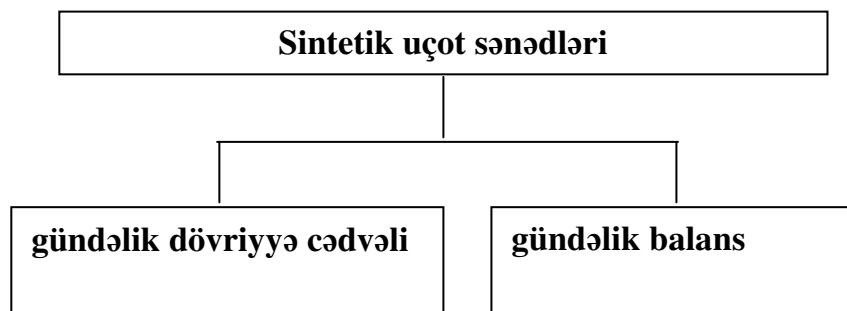 Sintetik uçot sənədləri
gündəlik dövriyyə cədvəli
gündəlik balans